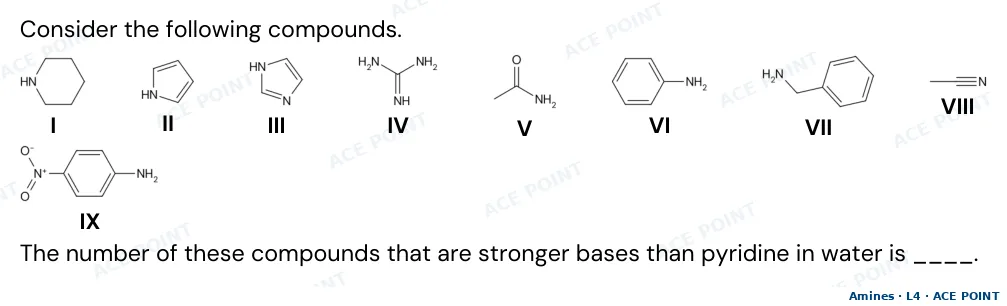 Consider the following compounds.
HN HN HN N H2N NH2 NH O NH2 NH2 H2N N
I II III IV V VI VII VIII
O- N+ O NH2
IX
The number of these compounds that are stronger bases than pyridine in water is ____.
Amines · L4 · ACE POINT
ACE POINT